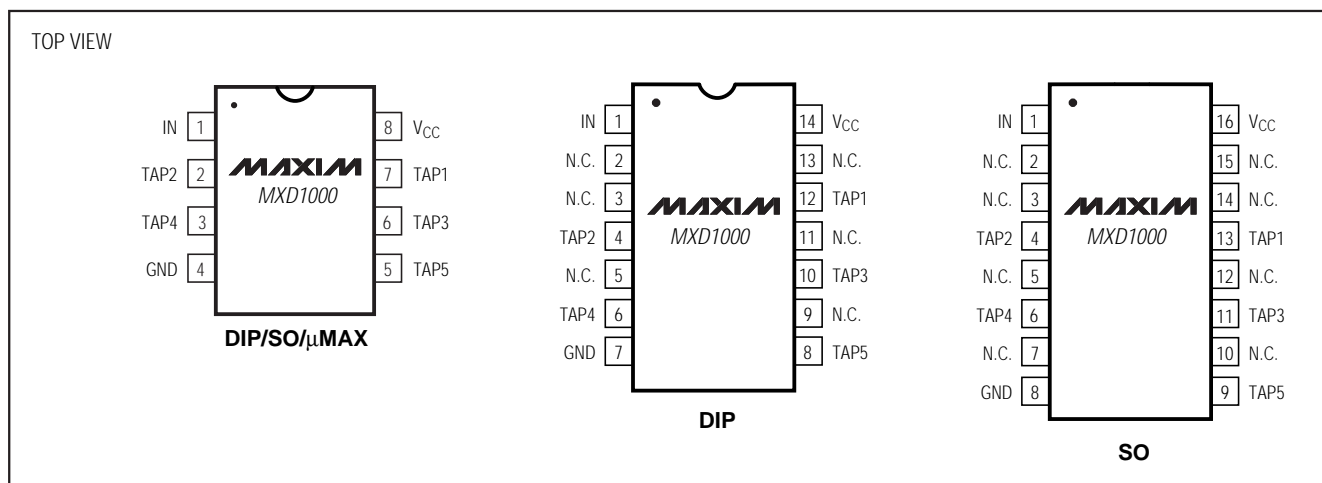 TOP VIEW
IN 1
TAP2 2
TAP4 3
GND 4
8 VCC
7 TAP1
6 TAP3
5 TAP5
MAXIM
MXD1000
DIP/SO/μMAX
IN 1
N.C. 2
N.C. 3
TAP2 4
N.C. 5
TAP4 6
GND 7
14 VCC
13 N.C.
12 TAP1
11 N.C.
10 TAP3
9 N.C.
8 TAP5
MAXIM
MXD1000
DIP
IN 1
N.C. 2
N.C. 3
TAP2 4
N.C. 5
TAP4 6
N.C. 7
GND 8
16 VCC
15 N.C.
14 N.C.
13 TAP1
12 N.C.
11 TAP3
10 N.C.
9 TAP5
MAXIM
MXD1000
SO